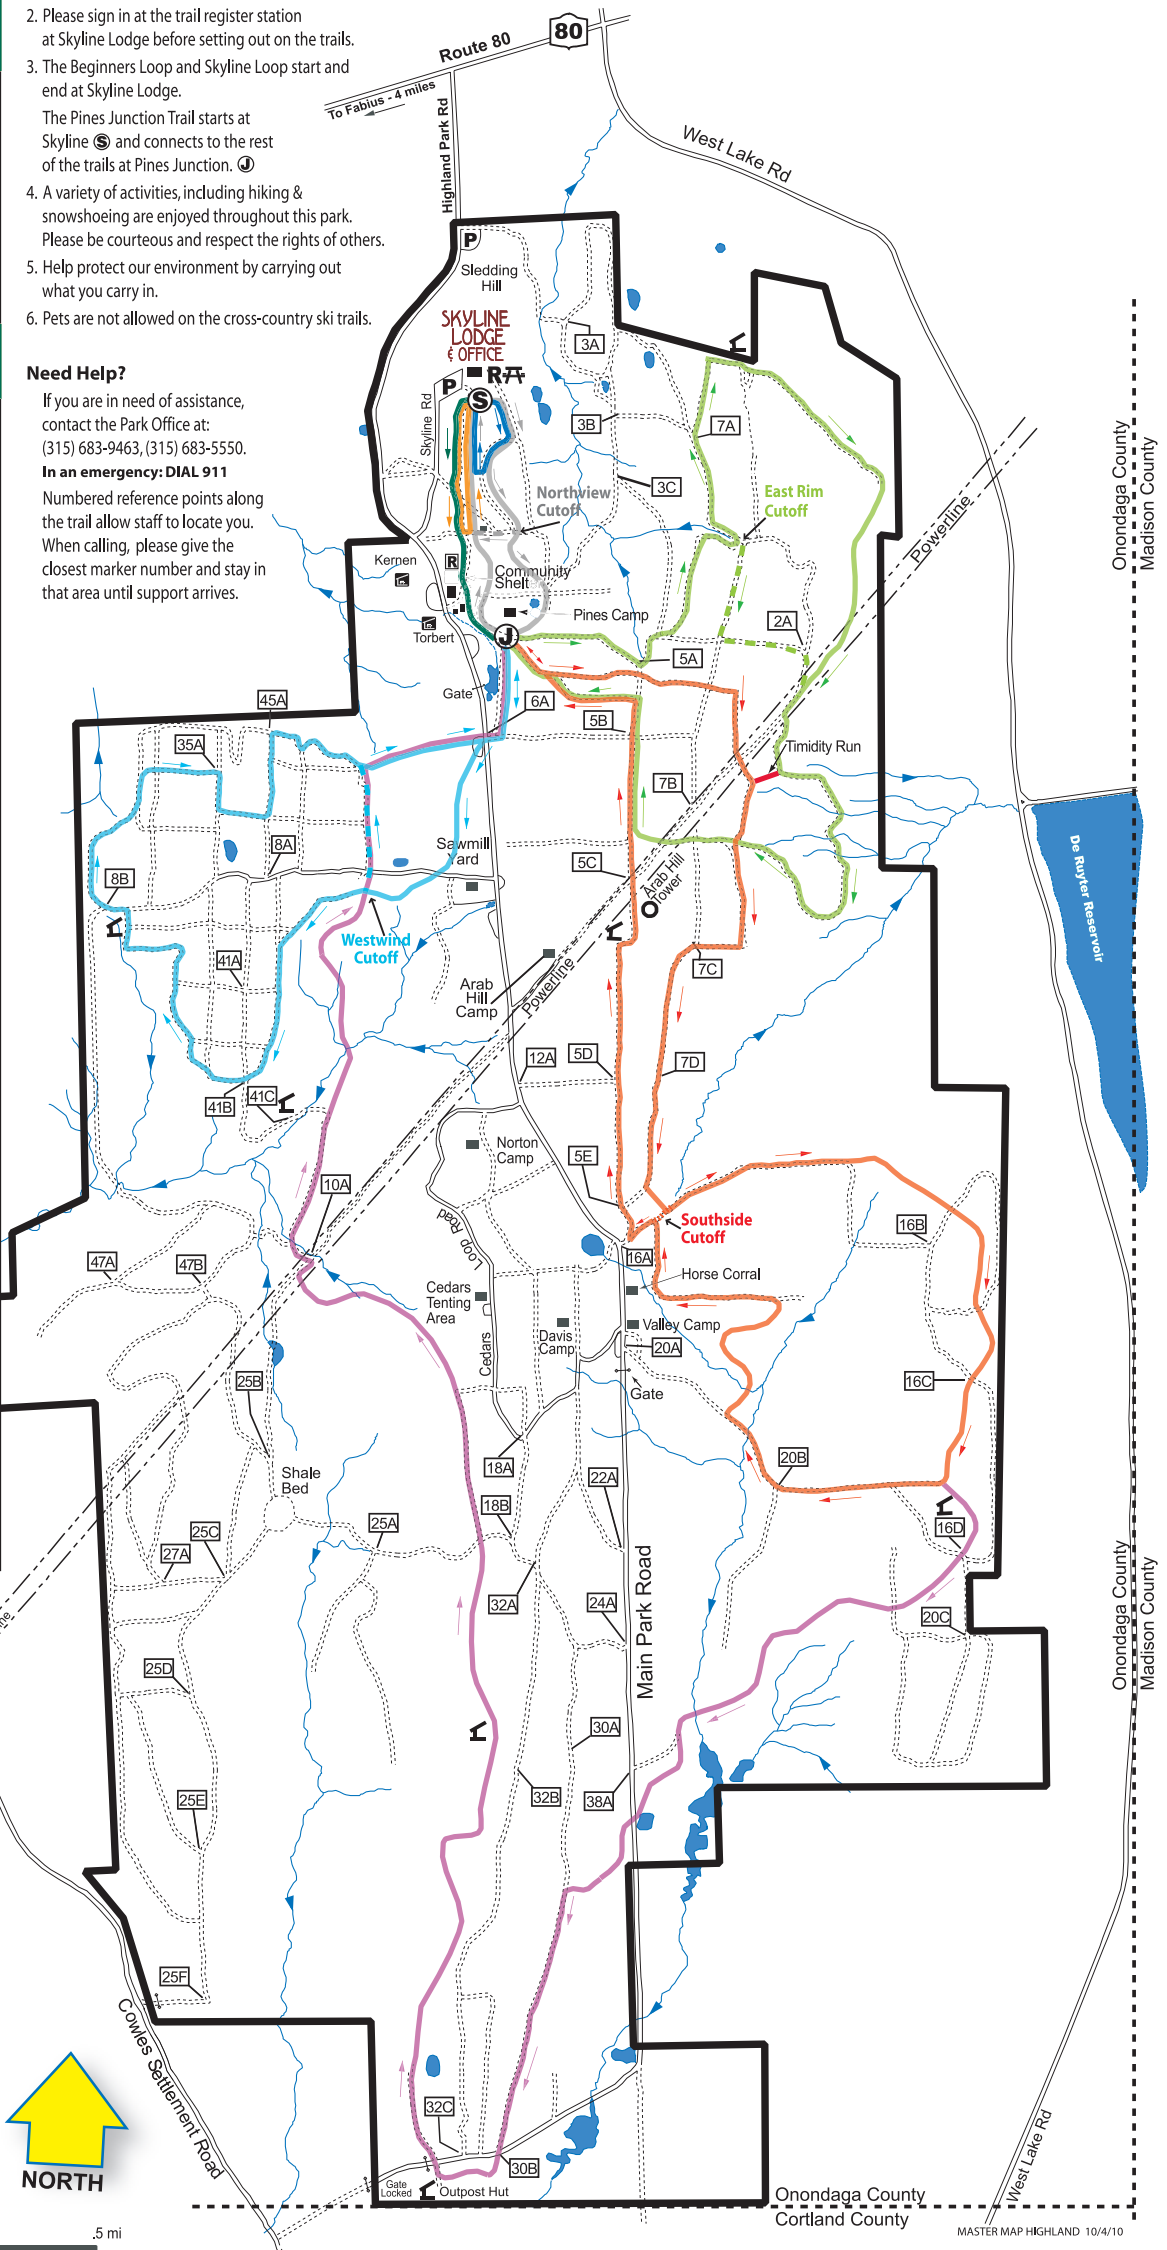 2. Please sign in at the trail register station
at Skyline Lodge before setting out on the trails.
3. The Beginners Loop and Skyline Loop start and
end at Skyline Lodge.
The Pines Junction Trail starts at
Skyline Ⓢ and connects to the rest
of the trails at Pines Junction. Ⓙ
4. A variety of activities, including hiking &
snowshoeing are enjoyed throughout this park.
Please be courteous and respect the rights of others.
5. Help protect our environment by carrying out
what you carry in.
6. Pets are not allowed on the cross-country ski trails.
Need Help?
If you are in need of assistance,
contact the Park Office at:
(315) 683-9463, (315) 683-5550.
In an emergency: DIAL 911
Numbered reference points along
the trail allow staff to locate you.
When calling, please give the
closest marker number and stay in
that area until support arrives.
Route 80
80
To Fabius - 4 miles
Highland Park Rd
West Lake Rd
P
Sledding
Hill
SKYLINE
LODGE
& OFFICE
P
R
S
Skyline Rd
3A
3B
3C
7A
Northview
Cutoff
East Rim
Cutoff
Powerline
Onondaga County
Madison County
Kernen
R
Community
Shelt
Pines Camp
Torbert
J
2A
5A
Gate
6A
5B
45A
35A
Timidity Run
7B
8A
Sawmill
Yard
5C
Arab Hill
Tower
8B
De Ruyter Reservoir
Westwind
Cutoff
41A
7C
Arab
Hill
Camp
Powerline
12A
5D
7D
41B
41C
Norton
Camp
5E
10A
Loop Road
Southside
Cutoff
16B
16A
47A
47B
Horse Corral
Cedars
Tenting
Area
Valley Camp
Davis
Camp
20A
Cedars
Gate
25B
16C
18A
22A
20B
Shale
Bed
18B
25A
25C
16D
27A
32A
24A
Main Park Road
20C
Onondaga County
Madison County
ne
25D
30A
25E
32B
38A
25F
Cowles Settlement Road
NORTH
32C
30B
Gate
Locked
Outpost Hut
West Lake Rd
Onondaga County
Cortland County
.5 mi
MASTER MAP HIGHLAND 10/4/10